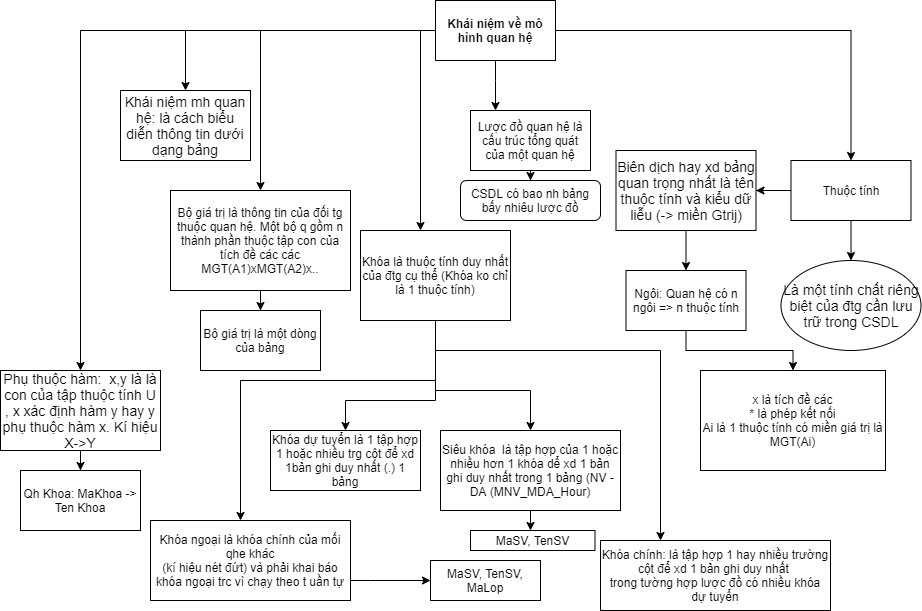 Khái niệm về mô
hình quan hệ
Khái niệm mh quan
hệ: là cách biểu
diễn thông tin dưới
dạng bảng
Lược đồ quan hệ là
cấu trúc tổng quát
của một quan hệ
CSDL có bao nh bảng
bấy nhiêu lược đồ
Biên dịch hay xd bảng
quan trọng nhất là tên
thuộc tính và kiểu dữ
liễu (-> miền Gtrij)
Thuộc tính
Bộ giá trị là thông tin của đối tg
thuộc quan hệ. Một bộ q gồm n
thánh phần thuộc tập con của
tích đề các các
MGT(A1)xMGT(A2)x..
Khóa là thuộc tính duy nhất
của đtg cụ thể (Khóa ko chỉ
là 1 thuộc tính)
Ngôi: Quan hệ có n
ngôi => n thuộc tính
Là một tính chất riêng
biệt của đtg cần lưu
trữ trong CSDL
Bộ giá trị là một dòng
của bảng
Phụ thuộc hàm:  x,y là là
con của tập thuộc tính U
, x xác định hàm y hay y
phụ thuộc hàm x. Kí hiệu
X->Y
x là tích đề các
* là phép kết nối
Ai là 1 thuộc tính có miền giá trị là
MGT(Ai)
Khóa dự tuyển là 1 tập hợp
1 hoặc nhiều trg cột để xd
1bản ghi duy nhất (.) 1
bảng
Siêu khóa  là tập hợp của 1 hoặc
nhiều hơn 1 khóa dể xd 1 bản
ghi duy nhất trong 1 bảng (NV -
DA (MNV_MDA_Hour)
Qh Khoa: MaKhoa ->
Ten Khoa
Khóa ngoại là khóa chính của mối
qhe khác
(kí hiệu nét đứt) và phải khai báo
khóa ngoại trc vì chạy theo t uần tự
MaSV, TenSV
Khóa chính: là tập hợp 1 hay nhiều trường
cột để xd 1 bản ghi duy nhất
trong tường hợp lược đồ có nhiều khóa
dự tuyển
MaSV, TenSV,
MaLop